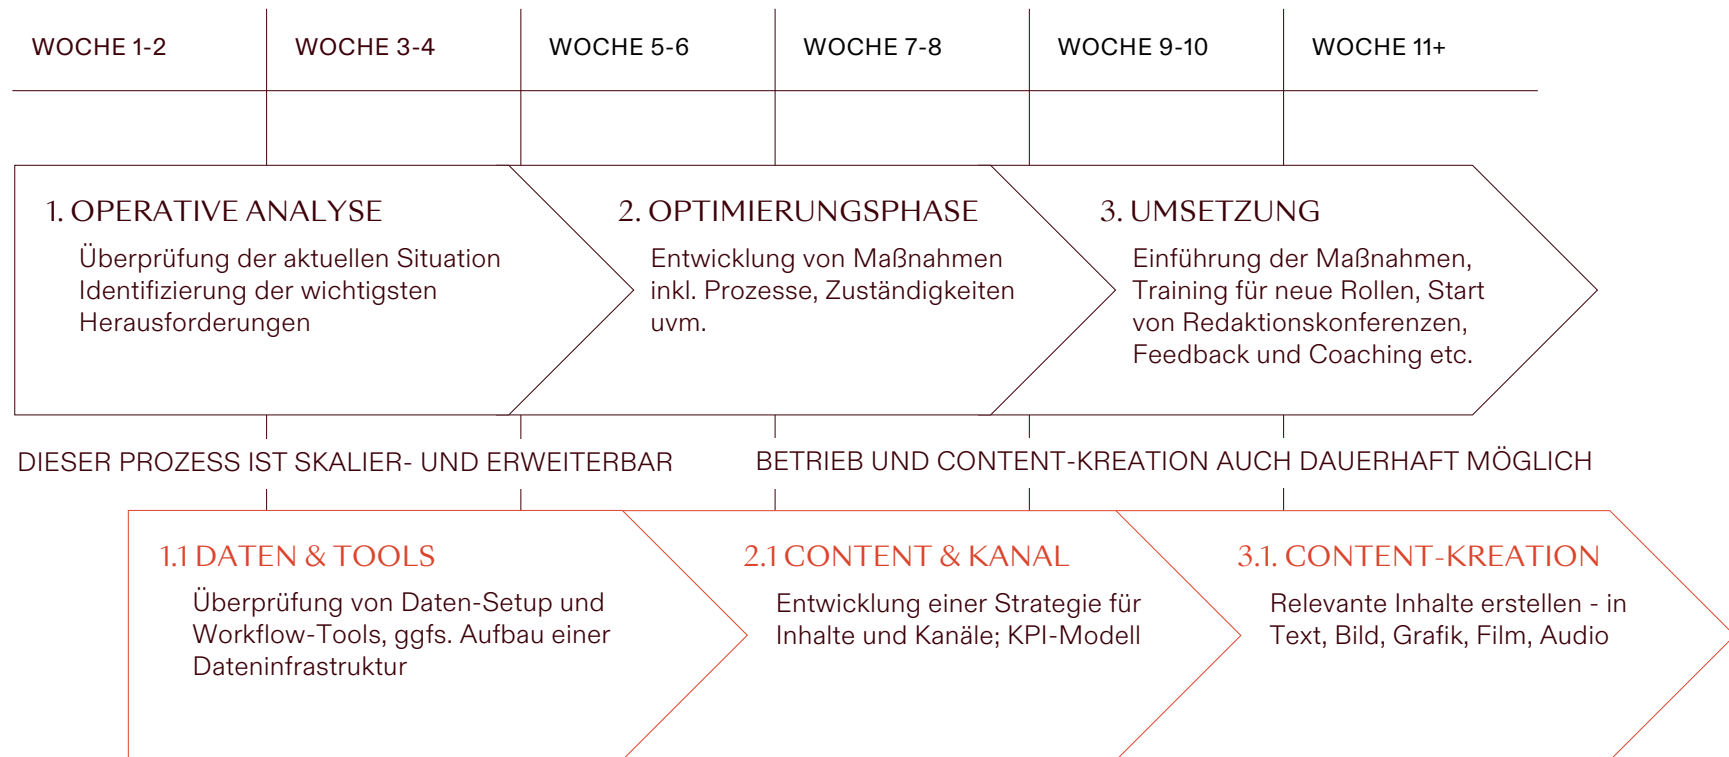 WOCHE 1-2
WOCHE 3-4
WOCHE 5-6
WOCHE 7-8
WOCHE 9-10
WOCHE 11+
1. OPERATIVE ANALYSE
Überprüfung der aktuellen Situation
Identifizierung der wichtigsten
Herausforderungen
2. OPTIMIERUNGSPHASE
Entwicklung von Maßnahmen
inkl. Prozesse, Zuständigkeiten
uvm.
3. UMSETZUNG
Einführung der Maßnahmen,
Training für neue Rollen, Start
von Redaktionskonferenzen,
Feedback und Coaching etc.
DIESER PROZESS IST SKALIER- UND ERWEITERBAR
BETRIEB UND CONTENT-KREATION AUCH DAUERHAFT MÖGLICH
1.1 DATEN & TOOLS
Überprüfung von Daten-Setup und
Workflow-Tools, ggfs. Aufbau einer
Dateninfrastruktur
2.1 CONTENT & KANAL
Entwicklung einer Strategie für
Inhalte und Kanäle; KPI-Modell
3.1. CONTENT-KREATION
Relevante Inhalte erstellen - in
Text, Bild, Grafik, Film, Audio